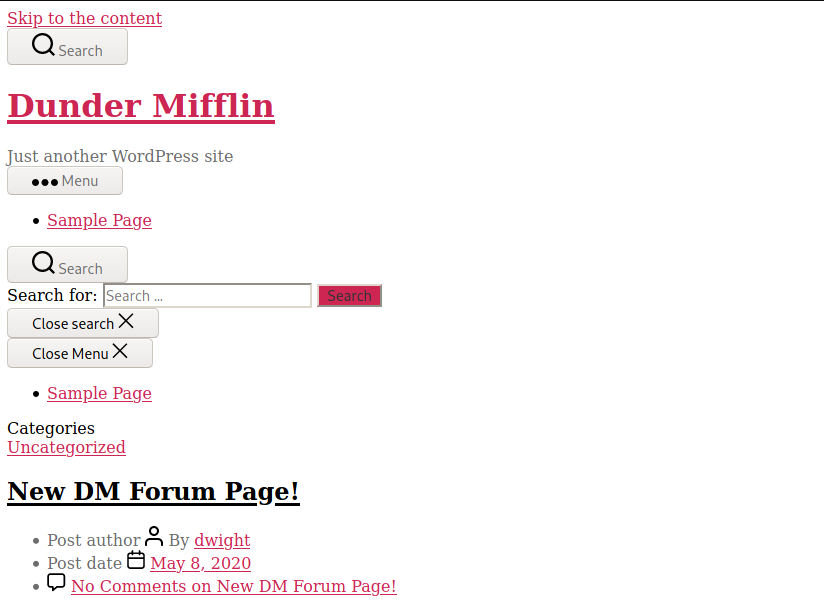 Skip to the content
Search
Dunder Mifflin
Just another WordPress site
Menu
Sample Page
Search
Search for: Search … Search
Close search
Close Menu
Sample Page
Categories
Uncategorized
New DM Forum Page!
Post author By dwight
Post date May 8, 2020
No Comments on New DM Forum Page!